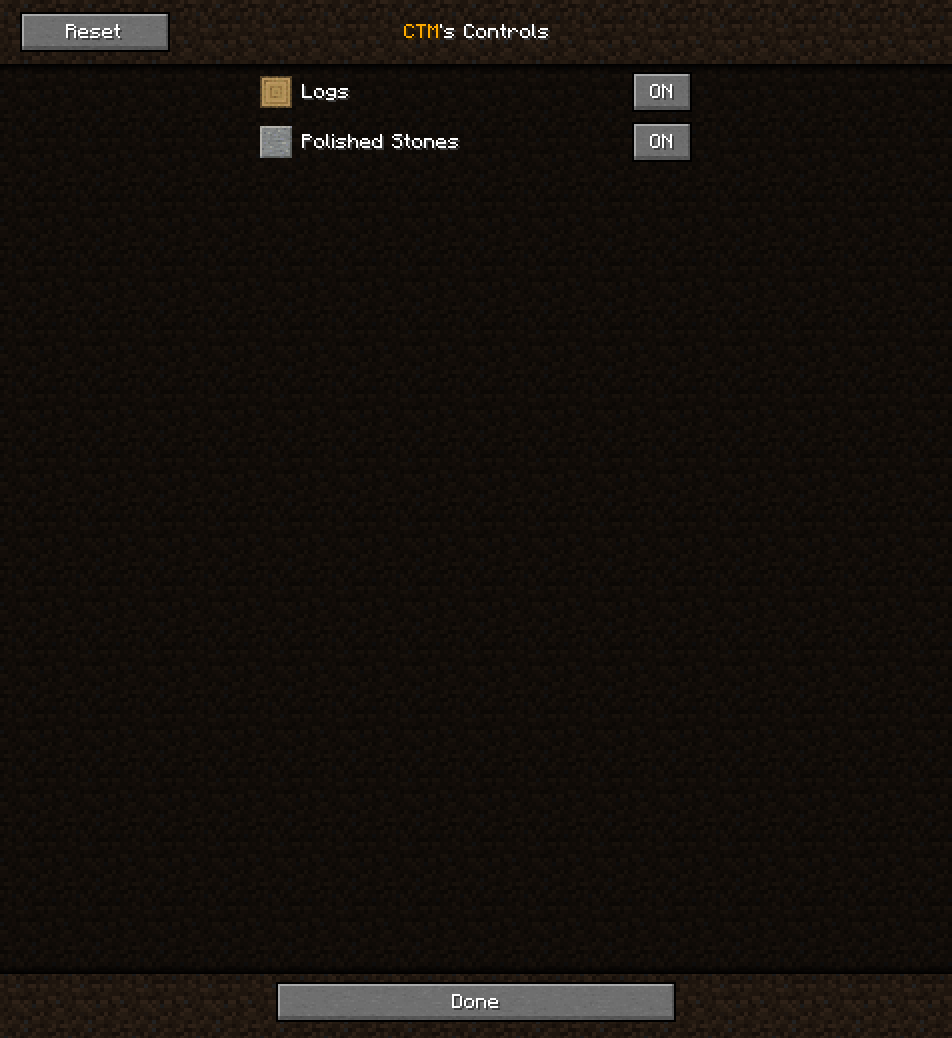 Reset
CTM's Controls
Logs
ON
Polished Stones
ON
Done